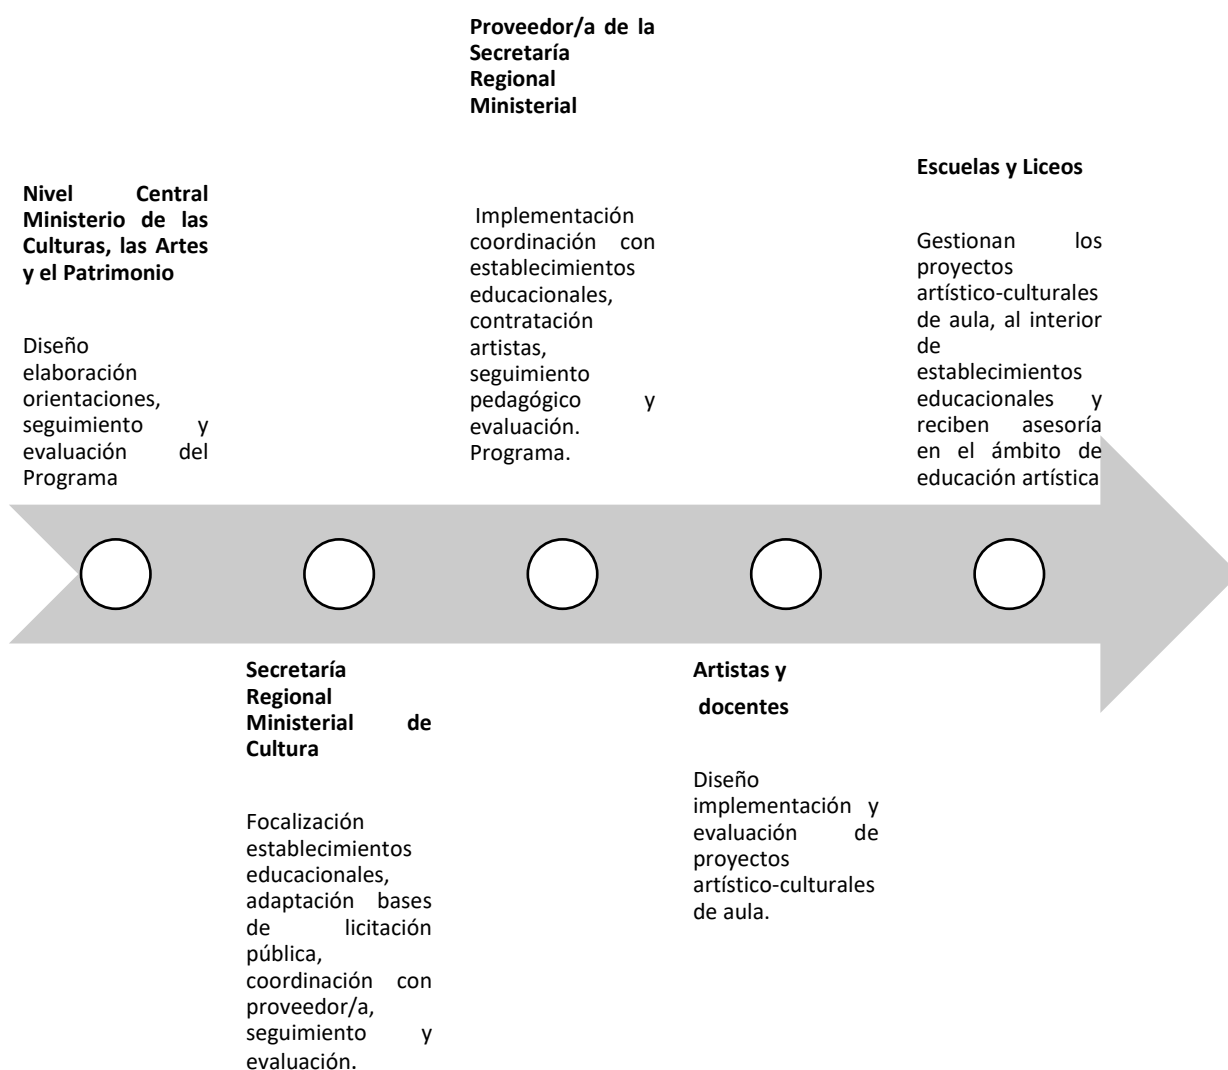 Nivel Central
Ministerio de las
Culturas, las Artes
y el Patrimonio
Diseño
elaboración
orientaciones,
seguimiento y
evaluación del
Programa
Secretaría
Regional
Ministerial de
Cultura
Focalización
establecimientos
educacionales,
adaptación bases
de licitación
pública,
coordinación con
proveedor/a,
seguimiento y
evaluación.
Proveedor/a de la
Secretaría
Regional
Ministerial
Implementación
coordinación con
establecimientos
educacionales,
contratación
artistas,
seguimiento
pedagógico y
evaluación.
Programa.
Artistas y
docentes
Diseño
implementación y
evaluación de
proyectos
artístico-culturales
de aula.
Escuelas y Liceos
Gestionan los
proyectos
artístico-culturales
de aula, al interior
de
establecimientos
educacionales y
reciben asesoría
en el ámbito de
educación artística